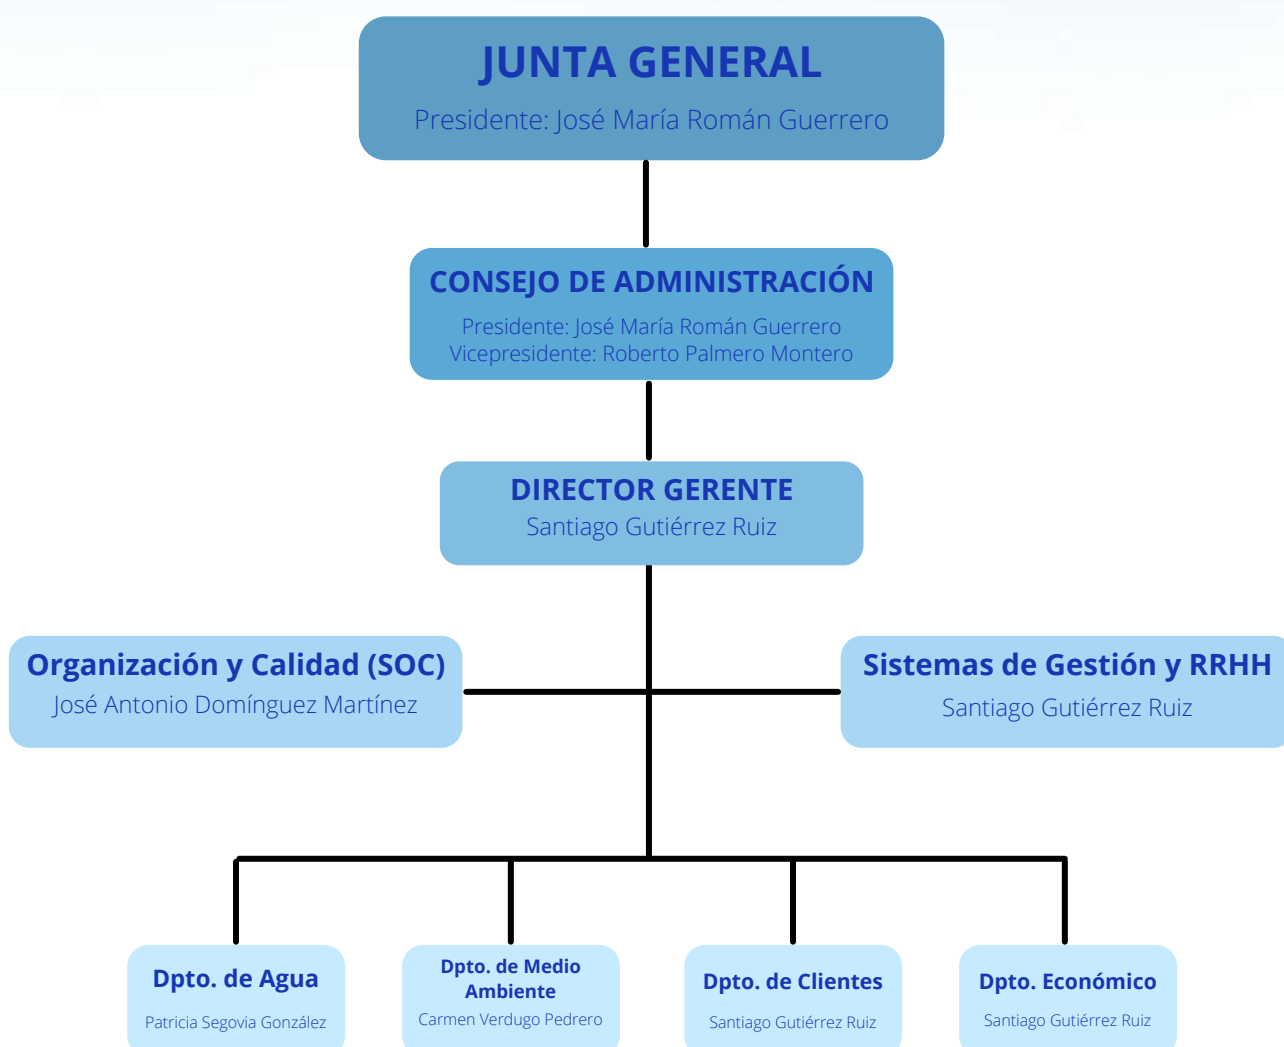 JUNTA GENERAL
Presidente: José María Román Guerrero
CONSEJO DE ADMINISTRACIÓN
Presidente: José María Román Guerrero
Vicepresidente: Roberto Palmero Montero
DIRECTOR GERENTE
Santiago Gutiérrez Ruiz
Organización y Calidad (SOC)
José Antonio Domínguez Martínez
Sistemas de Gestión y RRHH
Santiago Gutiérrez Ruiz
Dpto. de Agua
Patricia Segovia González
Dpto. de Medio
Ambiente
Carmen Verdugo Pedrero
Dpto. de Clientes
Santiago Gutiérrez Ruiz
Dpto. Económico
Santiago Gutiérrez Ruiz